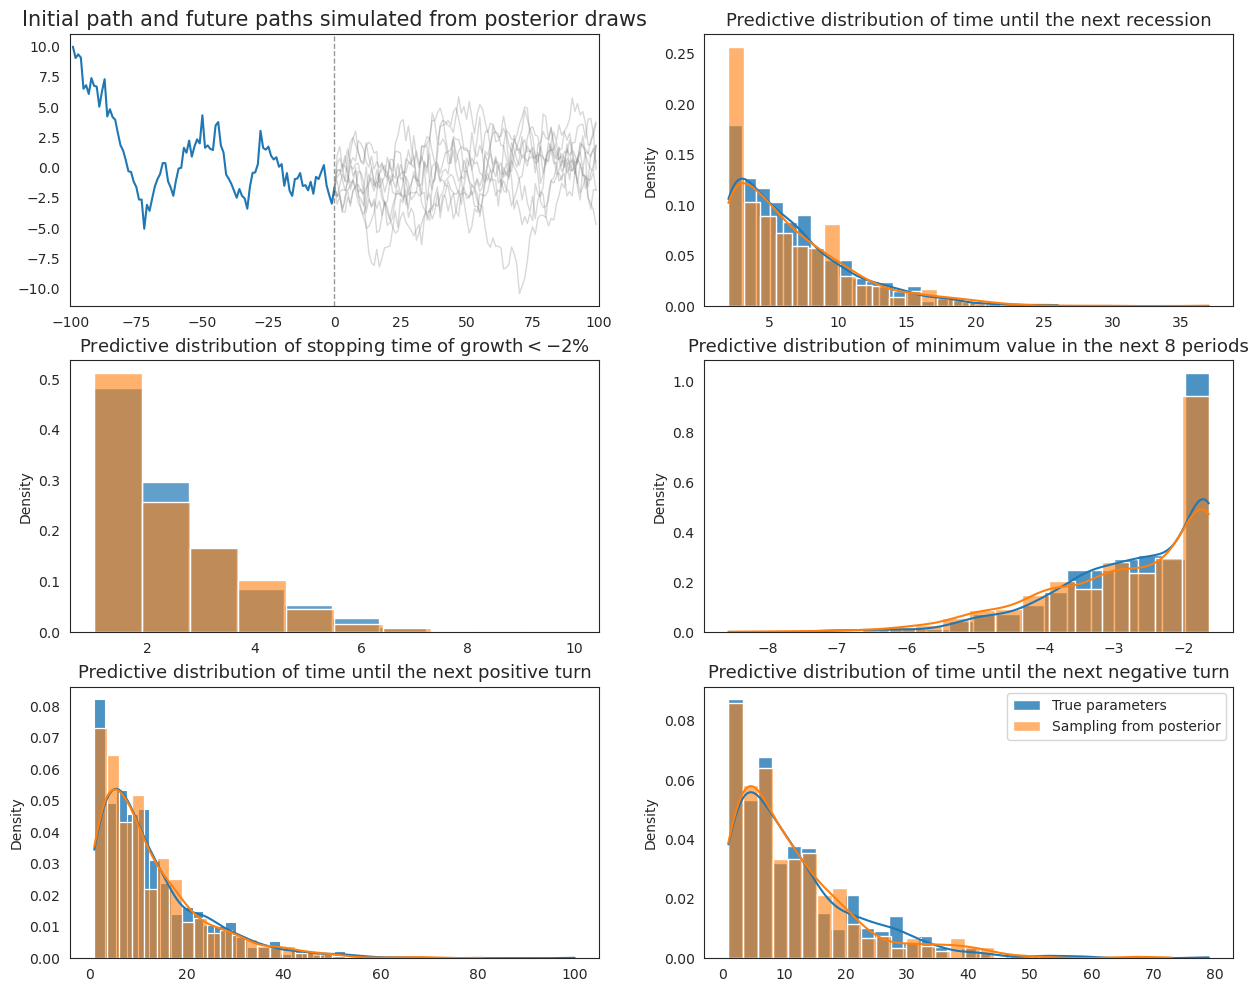 Initial path and future paths simulated from posterior draws
10.0
7.5
5.0
2.5
0.0
−2.5
−5.0
−7.5
−10.0
−100 −75 −50 −25 0 25 50 75 100
Predictive distribution of time until the next recession
Density
0.25
0.20
0.15
0.10
0.05
0.00
5 10 15 20 25 30 35
Predictive distribution of stopping time of growth < −2%
Density
0.5
0.4
0.3
0.2
0.1
0.0
2 4 6 8 10
Predictive distribution of minimum value in the next 8 periods
Density
1.0
0.8
0.6
0.4
0.2
0.0
−8 −7 −6 −5 −4 −3 −2
Predictive distribution of time until the next positive turn
Density
0.08
0.07
0.06
0.05
0.04
0.03
0.02
0.01
0.00
0 20 40 60 80 100
Predictive distribution of time until the next negative turn
True parameters
Sampling from posterior
Density
0.08
0.06
0.04
0.02
0.00
0 10 20 30 40 50 60 70 80